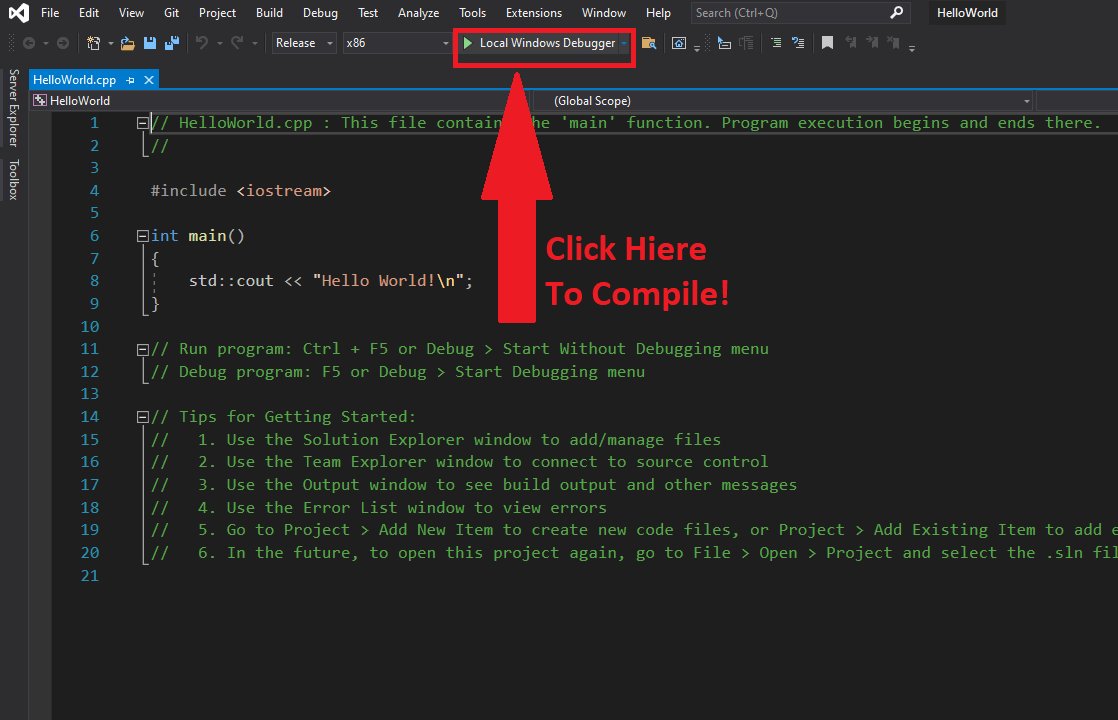 File Edit View Git Project Build Debug Test Analyze Tools Extensions Window Help Search (Ctrl+Q) HelloWorld
Release x86 Local Windows Debugger
Server Explorer
Toolbox
HelloWorld.cpp
HelloWorld (Global Scope)
1 // HelloWorld.cpp : This file contain he 'main' function. Program execution begins and ends there.
2 //
3
4 #include <iostream>
5
6 int main()
7 {
8 std::cout << "Hello World!\n";
9 }
10
11 // Run program: Ctrl + F5 or Debug > Start Without Debugging menu
12 // Debug program: F5 or Debug > Start Debugging menu
13
14 // Tips for Getting Started:
15 // 1. Use the Solution Explorer window to add/manage files
16 // 2. Use the Team Explorer window to connect to source control
17 // 3. Use the Output window to see build output and other messages
18 // 4. Use the Error List window to view errors
19 // 5. Go to Project > Add New Item to create new code files, or Project > Add Existing Item to add e
20 // 6. In the future, to open this project again, go to File > Open > Project and select the .sln fil
21
Click Hiere
To Compile!